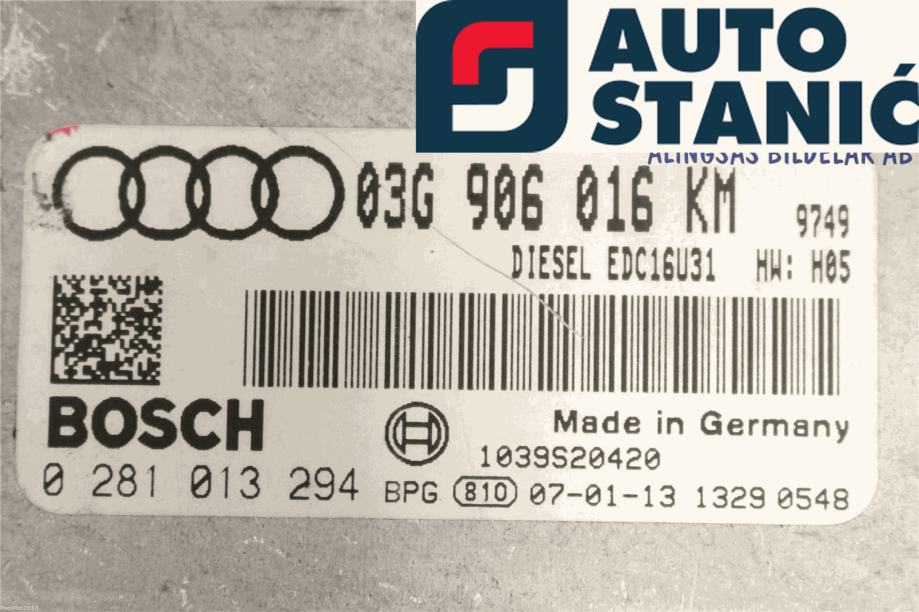 AUTO
STANIĆ
ALINGSÅS BILDELAR AB
03G 906 016 KM 9749
DIESEL EDC16U31 HW: H05
BOSCH
Made in Germany
1039S20420
0 281 013 294 BPG 810 07-01-13 1329 0548